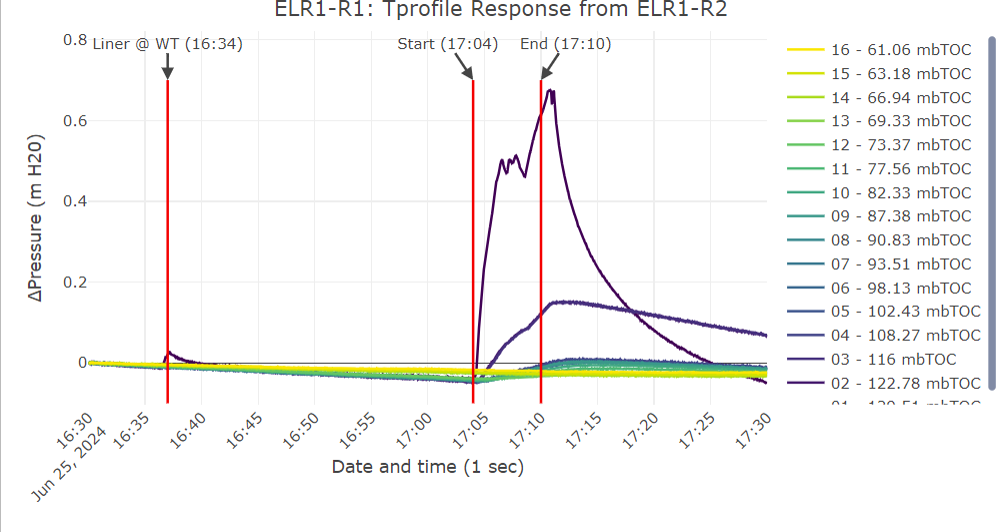 ELR1-R1: Tprofile Response from ELR1-R2
Liner @ WT (16:34)
Start (17:04)
End (17:10)
0.8
0.6
0.4
0.2
0
ΔPressure (m H20)
16:30
Jun 25, 2024
16:35
16:40
16:45
16:50
16:55
17:00
17:05
17:10
17:15
17:20
17:25
17:30
Date and time (1 sec)
16 - 61.06 mbTOC
15 - 63.18 mbTOC
14 - 66.94 mbTOC
13 - 69.33 mbTOC
12 - 73.37 mbTOC
11 - 77.56 mbTOC
10 - 82.33 mbTOC
09 - 87.38 mbTOC
08 - 90.83 mbTOC
07 - 93.51 mbTOC
06 - 98.13 mbTOC
05 - 102.43 mbTOC
04 - 108.27 mbTOC
03 - 116 mbTOC
02 - 122.78 mbTOC